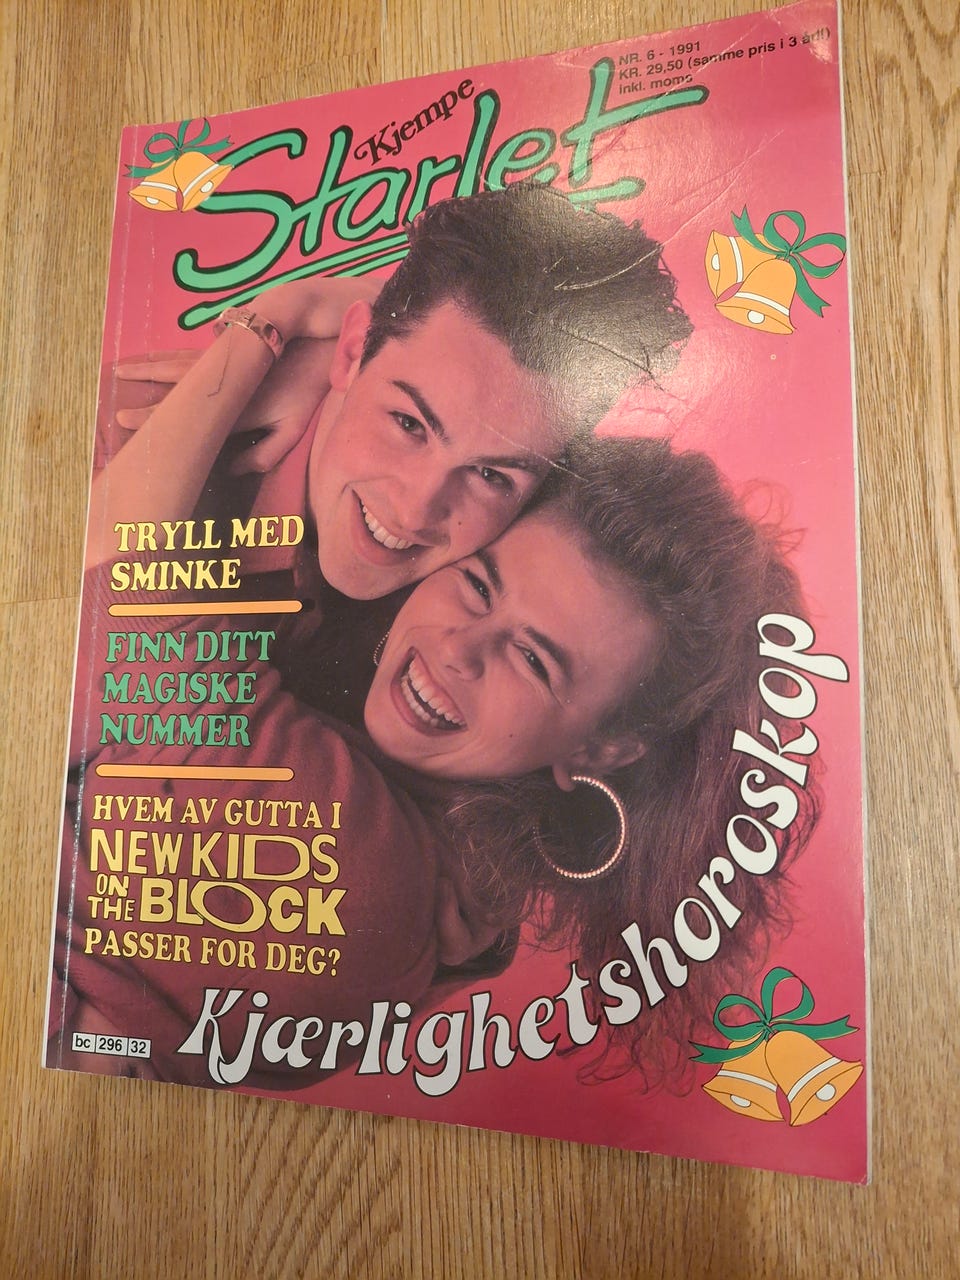 NR. 6 - 1991
KR. 29,50 (samme pris i 3 år!)
inkl. moms
Kjempe
Starlet
TRYLL MED
SMINKE
FINN DITT
MAGISKE
NUMMER
HVEM AV GUTTA I
NEW KIDS
ON
THE BLOCK
PASSER FOR DEG?
Kjærlighetshoroskop
bc 296 32